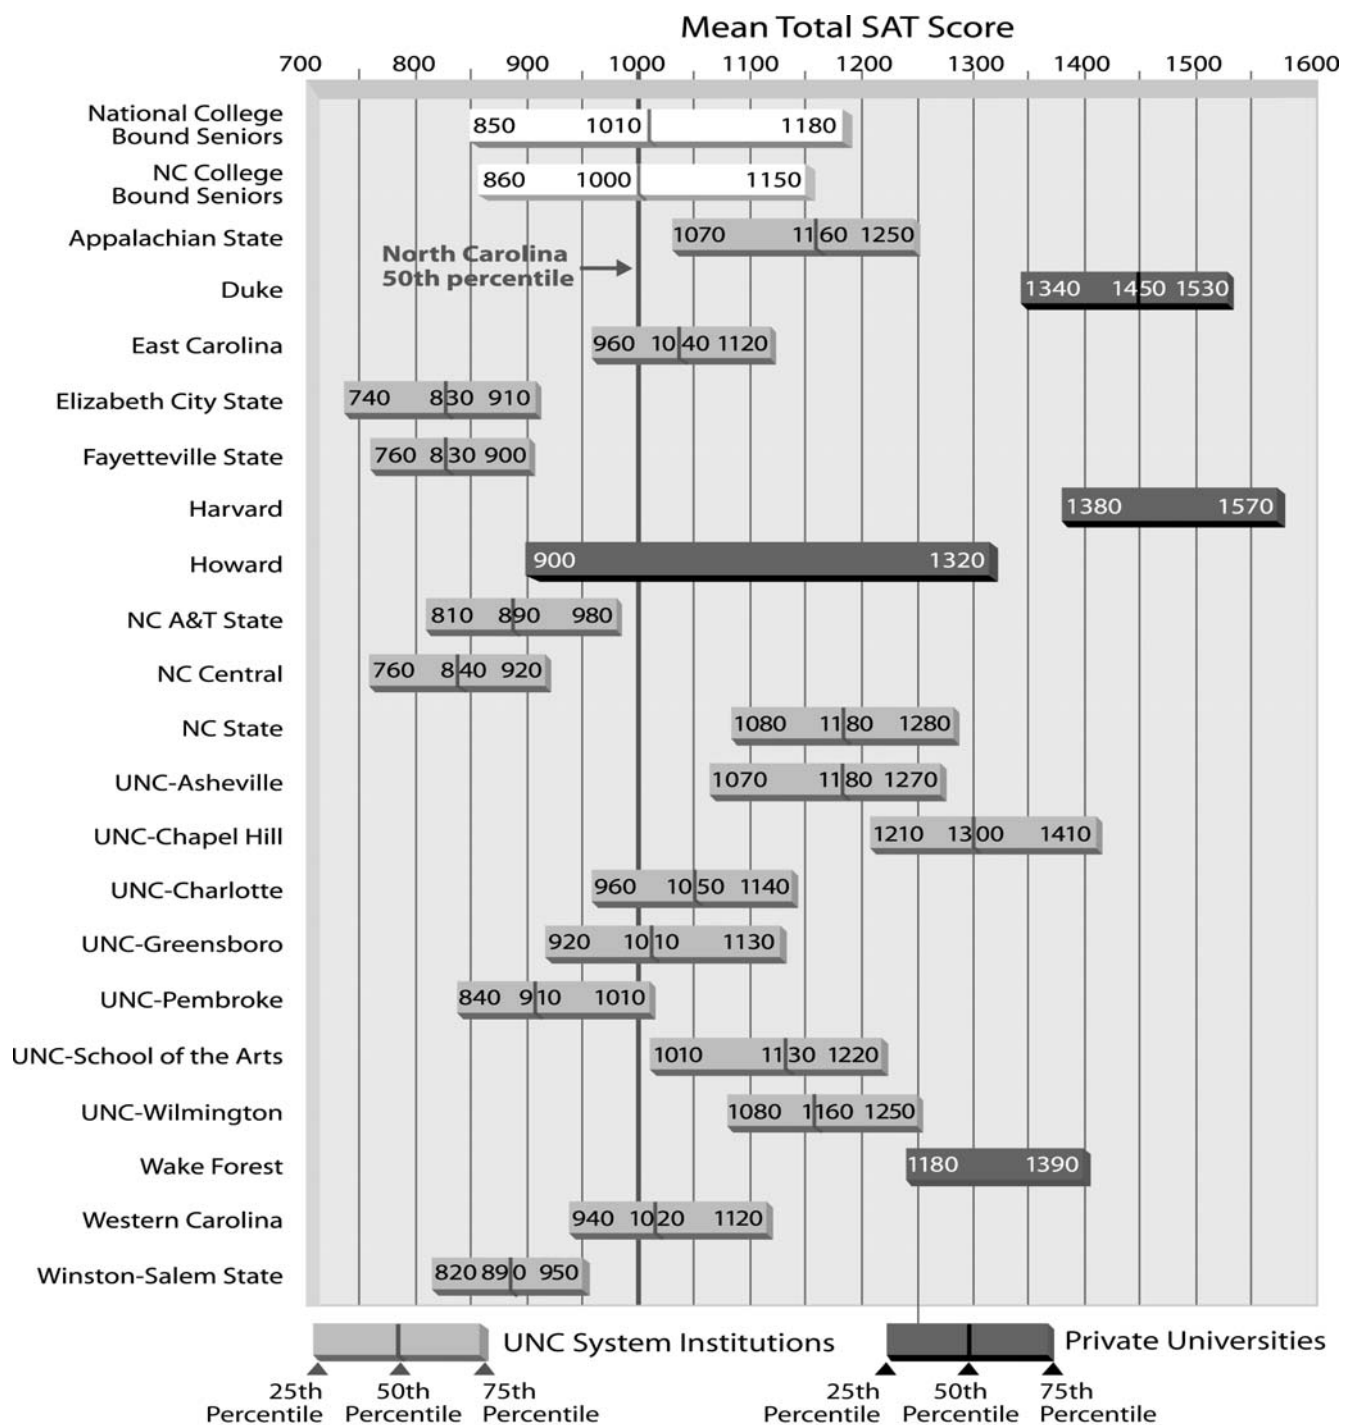 Mean Total SAT Score
700 800 900 1000 1100 1200 1300 1400 1500 1600
National College
Bound Seniors
850 1010 1180
NC College
Bound Seniors
860 1000 1150
Appalachian State 1070 1160 1250
North Carolina
50th percentile
Duke 1340 1450 1530
East Carolina 960 1040 1120
Elizabeth City State 740 830 910
Fayetteville State 760 830 900
Harvard 1380 1570
Howard 900 1320
NC A&T State 810 890 980
NC Central 760 840 920
NC State 1080 1180 1280
UNC-Asheville 1070 1180 1270
UNC-Chapel Hill 1210 1300 1410
UNC-Charlotte 960 1050 1140
UNC-Greensboro 920 1010 1130
UNC-Pembroke 840 910 1010
UNC-School of the Arts 1010 1130 1220
UNC-Wilmington 1080 1160 1250
Wake Forest 1180 1390
Western Carolina 940 1020 1120
Winston-Salem State 820 890 950
UNC System Institutions Private Universities
25th 50th 75th 25th 50th 75th
Percentile Percentile Percentile Percentile Percentile Percentile